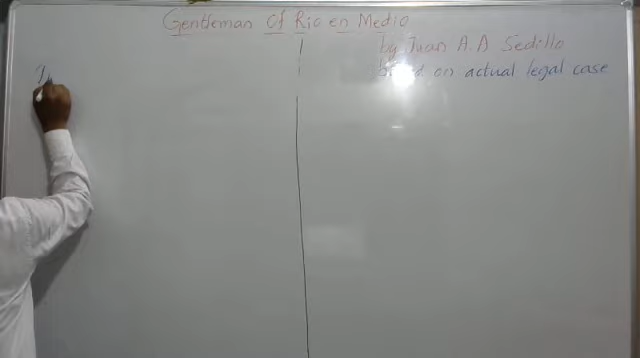 Gentleman Of Rio en Medio
by Juan A.A Sedillo
based on actual legal case